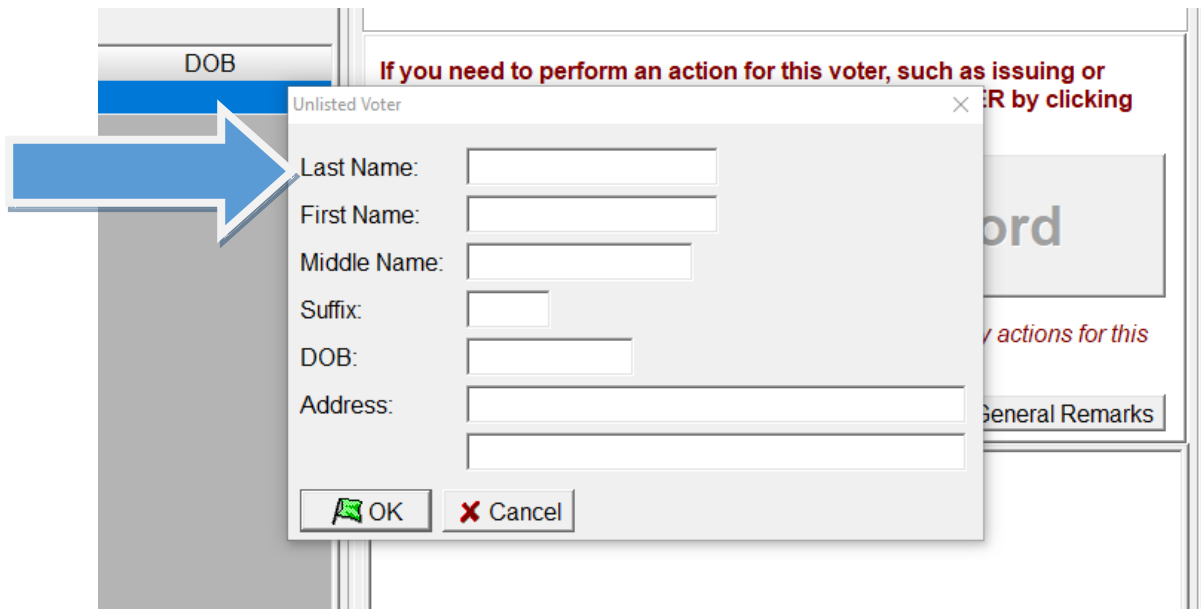 DOB
If you need to perform an action for this voter, such as issuing or
ER by clicking
Unlisted Voter
Last Name:
First Name:
Middle Name:
Suffix:
DOB:
Address:
OK
Cancel
ord
actions for this
General Remarks